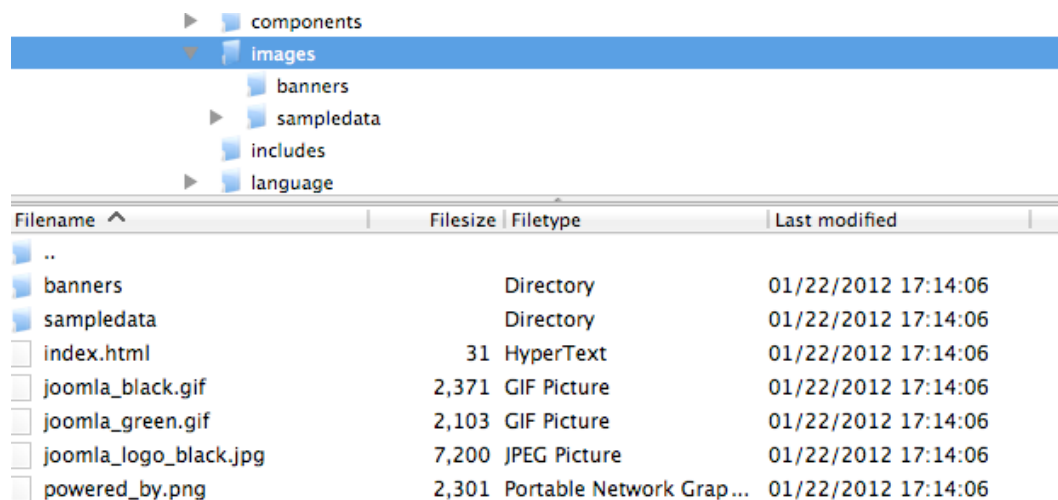 components
images
banners
sampledata
includes
language
Filename Filesize Filetype Last modified
..
banners Directory 01/22/2012 17:14:06
sampledata Directory 01/22/2012 17:14:06
index.html 31 HyperText 01/22/2012 17:14:06
joomla_black.gif 2,371 GIF Picture 01/22/2012 17:14:06
joomla_green.gif 2,103 GIF Picture 01/22/2012 17:14:06
joomla_logo_black.jpg 7,200 JPEG Picture 01/22/2012 17:14:06
powered_by.png 2,301 Portable Network Grap... 01/22/2012 17:14:06